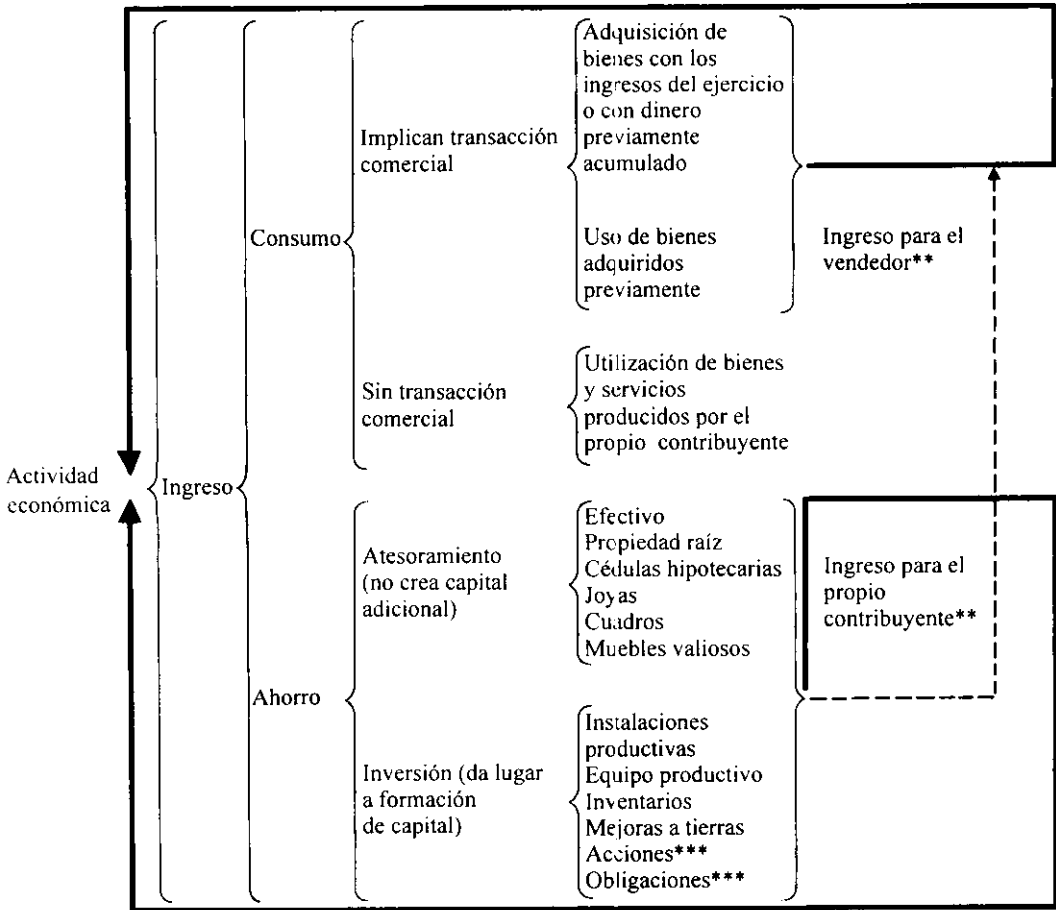 Adquisición de
bienes con los
ingresos del ejercicio
o con dinero
previamente
acumulado
Implican transacción
comercial
Consumo
Uso de bienes
adquiridos
previamente
Ingreso para el
vendedor**
Sin transacción
comercial
Utilización de bienes
y servicios
producidos por el
propio contribuyente
Actividad
económica
Ingreso
Atesoramiento
(no crea capital
adicional)
Efectivo
Propiedad raíz
Cédulas hipotecarias
Joyas
Cuadros
Muebles valiosos
Ingreso para el
propio
contribuyente**
Ahorro
Inversión (da lugar
a formación
de capital)
Instalaciones
productivas
Equipo productivo
Inventarios
Mejoras a tierras
Acciones***
Obligaciones***